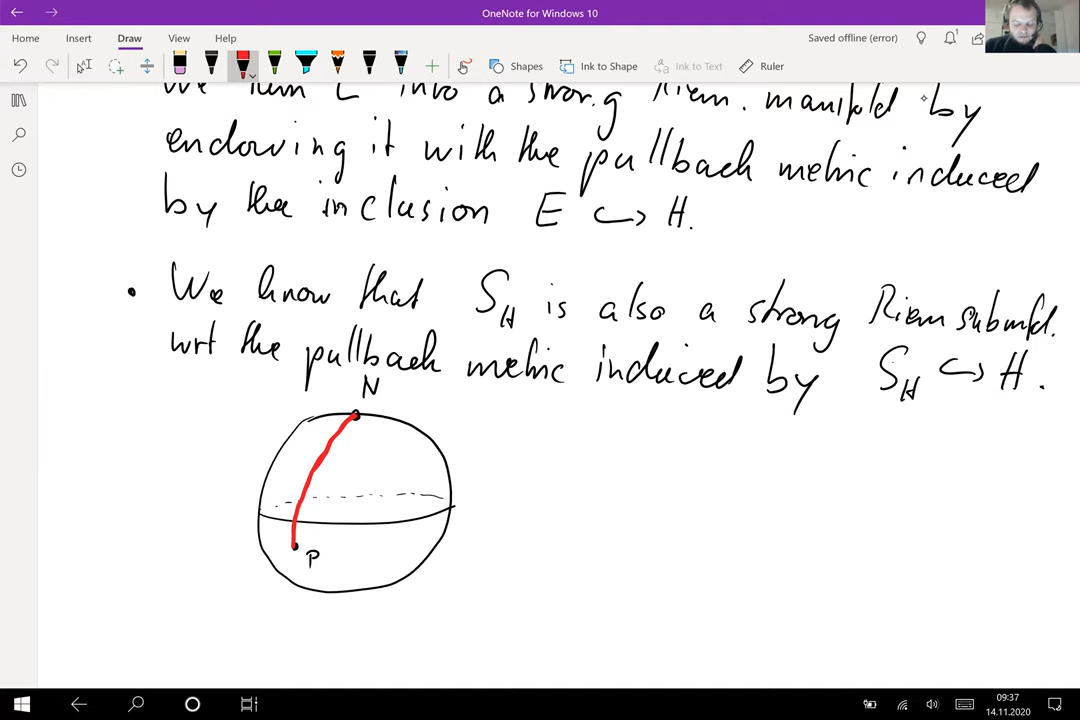 OneNote for Windows 10
Home Insert Draw View Help
Saved offline (error)
Shapes Ink to Shape Ink to Text Ruler
We turn E into a strong Riem. manifold by
endowing it with the pullback metric induced
by the inclusion E ↪ H.
• We know that S_H is also a strong Riem submfd.
wrt the pullback metric induced by S_H ↪ H.
N
P
09:37
14.11.2020